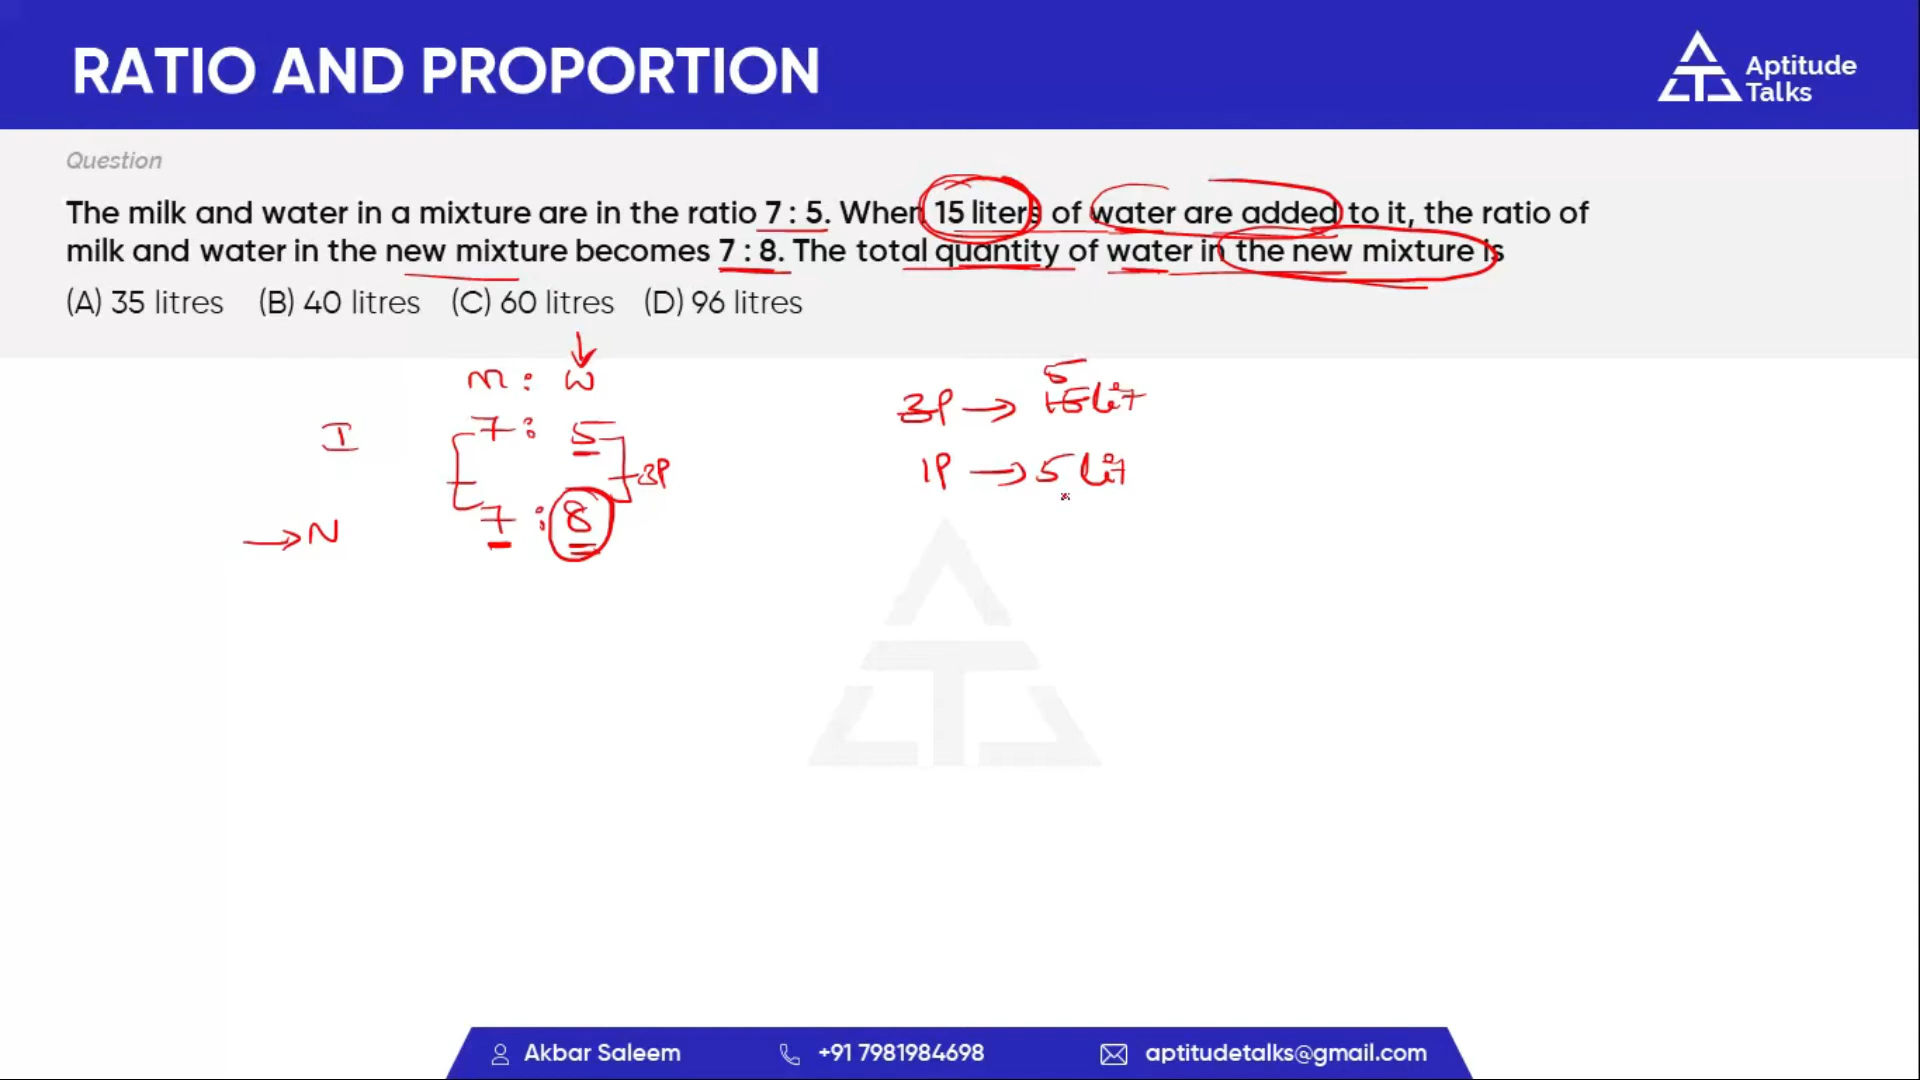 RATIO AND PROPORTION
Aptitude
Talks
Question
The milk and water in a mixture are in the ratio 7 : 5. When 15 liters of water are added to it, the ratio of
milk and water in the new mixture becomes 7 : 8. The total quantity of water in the new mixture is
(A) 35 litres (B) 40 litres (C) 60 litres (D) 96 litres
m : w
I 7 : 5
3P
→ N 7 : 8
5
3P → 15 lit
1P → 5 lit
Akbar Saleem +91 7981984698 aptitudetalks@gmail.com